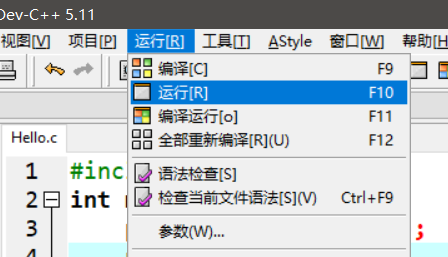 Dev-C++ 5.11
视图[V] 项目[P] 运行[R] 工具[T] AStyle 窗口[W] 帮助[H
编译[C] F9
运行[R] F10
编译运行[o] F11
全部重新编译[R](U) F12
Hello.c
语法检查[S]
1 #inc
检查当前文件语法[S](V) Ctrl+F9
2 int
参数(W)...
3 ;
4